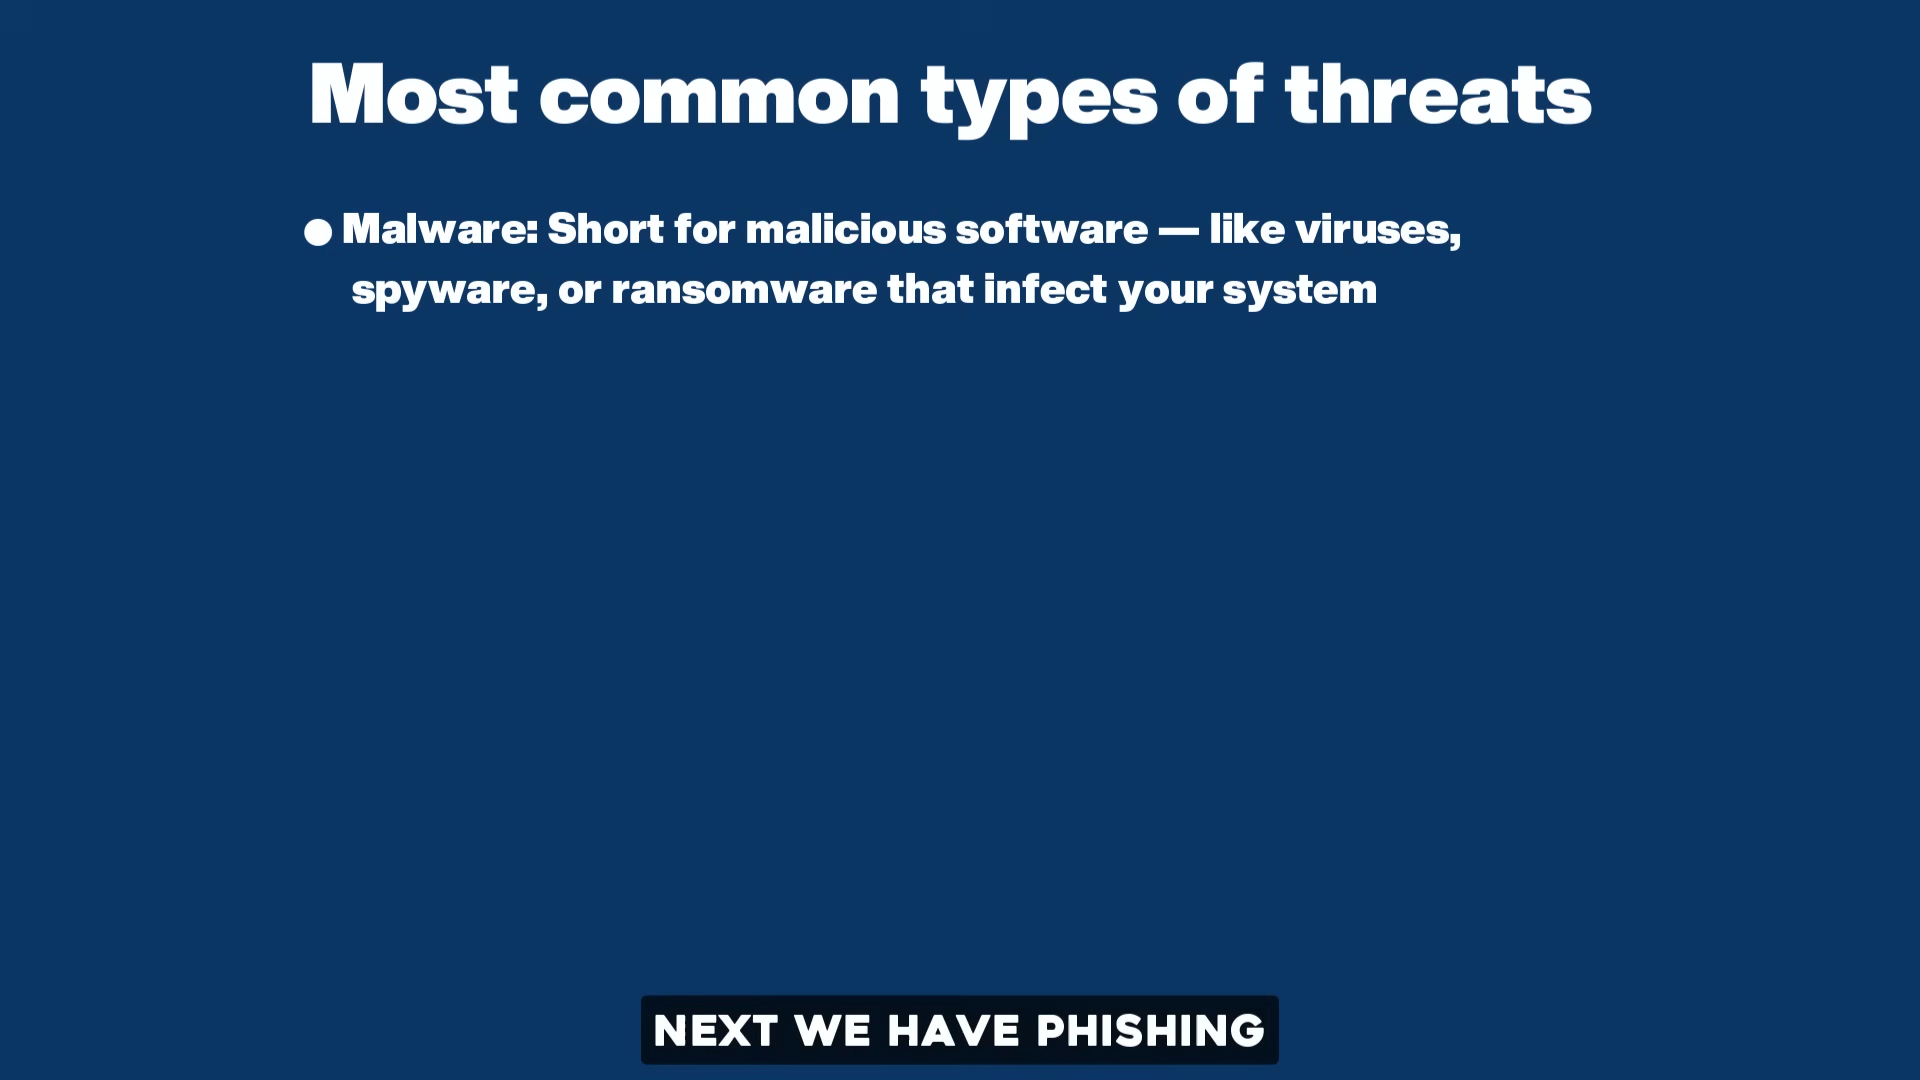 Most common types of threats
● Malware: Short for malicious software — like viruses,
spyware, or ransomware that infect your system
NEXT WE HAVE PHISHING